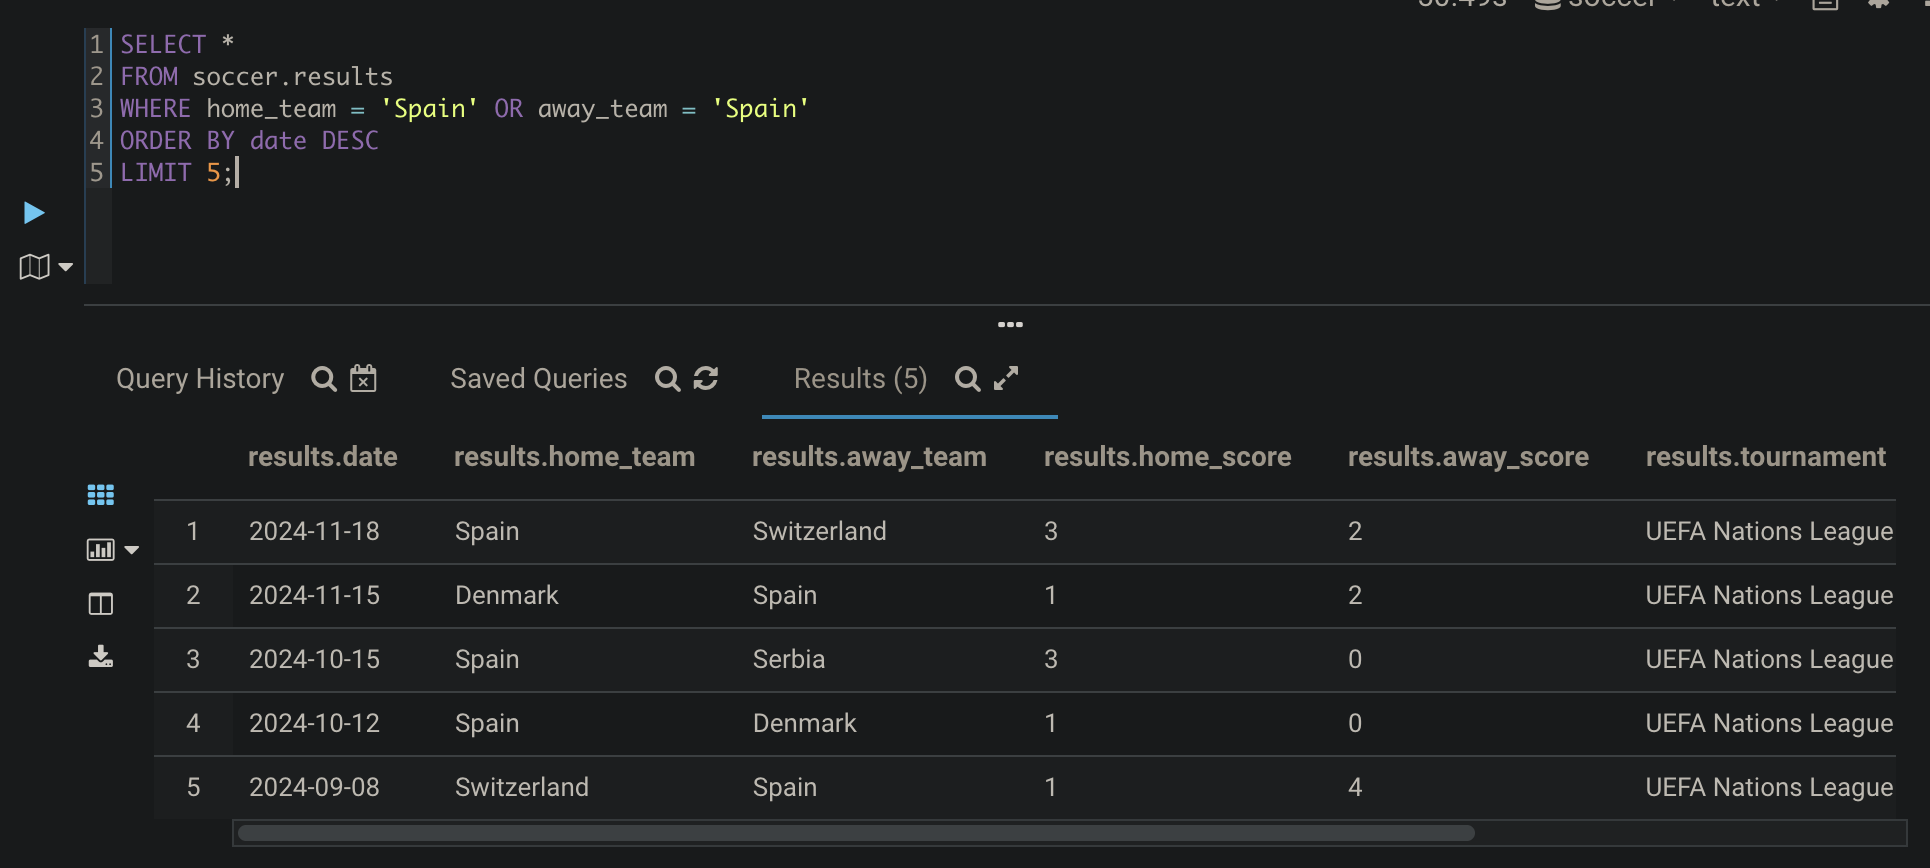 1 SELECT *
2 FROM soccer.results
3 WHERE home_team = 'Spain' OR away_team = 'Spain'
4 ORDER BY date DESC
5 LIMIT 5;
Query History Saved Queries Results (5)
results.date results.home_team results.away_team results.home_score results.away_score results.tournament
1 2024-11-18 Spain Switzerland 3 2 UEFA Nations League
2 2024-11-15 Denmark Spain 1 2 UEFA Nations League
3 2024-10-15 Spain Serbia 3 0 UEFA Nations League
4 2024-10-12 Spain Denmark 1 0 UEFA Nations League
5 2024-09-08 Switzerland Spain 1 4 UEFA Nations League